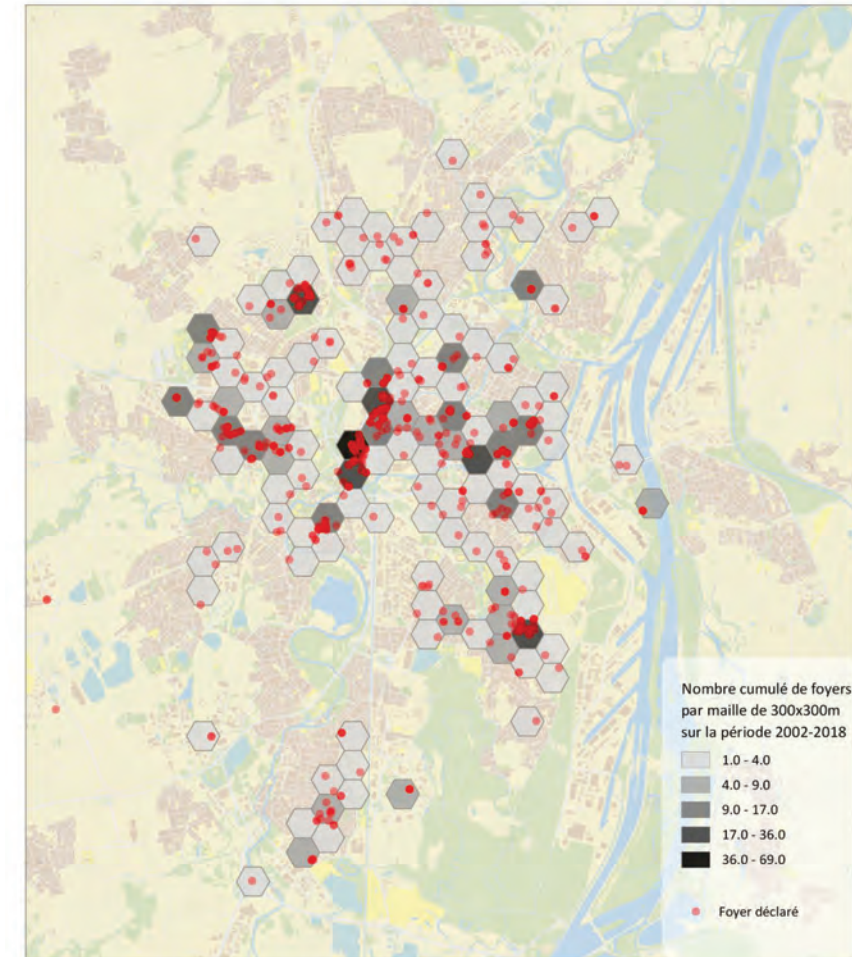 Nombre cumulé de foyers
par maille de 300x300m
sur la période 2002-2018
1.0 - 4.0
4.0 - 9.0
9.0 - 17.0
17.0 - 36.0
36.0 - 69.0
Foyer déclaré